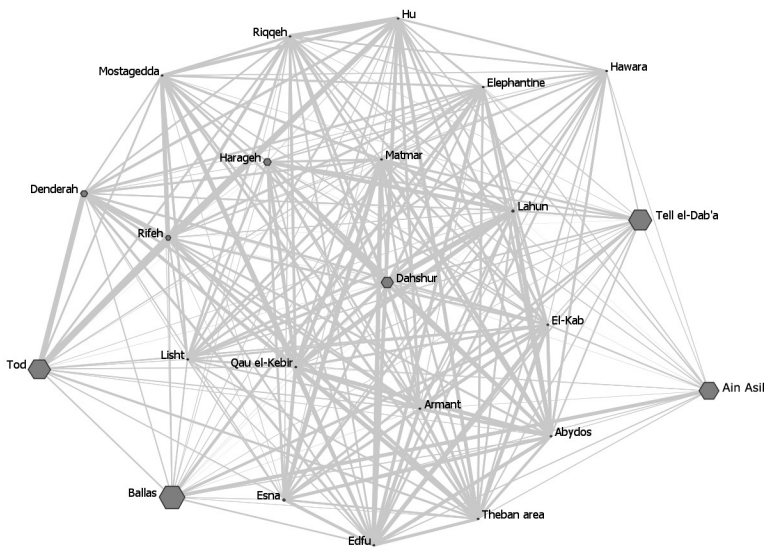 Hu
Riqqeh
Mostagedda
Hawara
Elephantine
Harageh
Matmar
Denderah
Lahun
Tell el-Dab'a
Rifeh
Dahshur
El-Kab
Tod
Lisht
Qau el-Kebir
Ain Asil
Armant
Abydos
Ballas
Esna
Theban area
Edfu